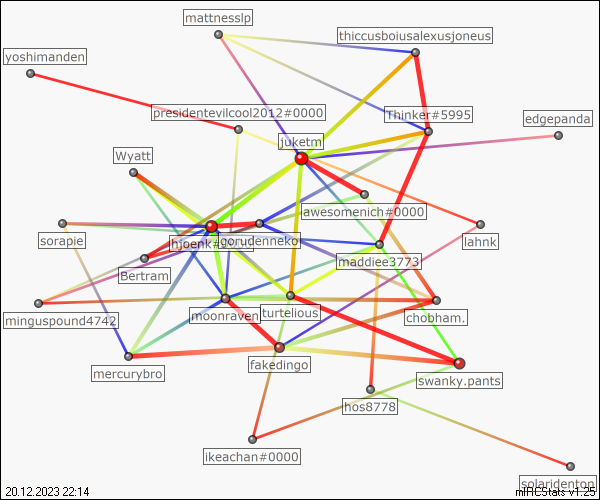 mattnesslp
thiccusboiusalexusjoneus
yoshimanden
presidentevilcool2012#0000
Thinker#5995
edgepanda
juketm
Wyatt
awesomenich#0000
sorapie
gorudenneko
lahnk
maddiee3773
Bertram
minguspound4742
moonraven
turtelious
chobham.
fakedingo
mercurybro
swanky.pants
hos8778
ikeachan#0000
solaridenton
20.12.2023 22:14
mIRCStats v1.25